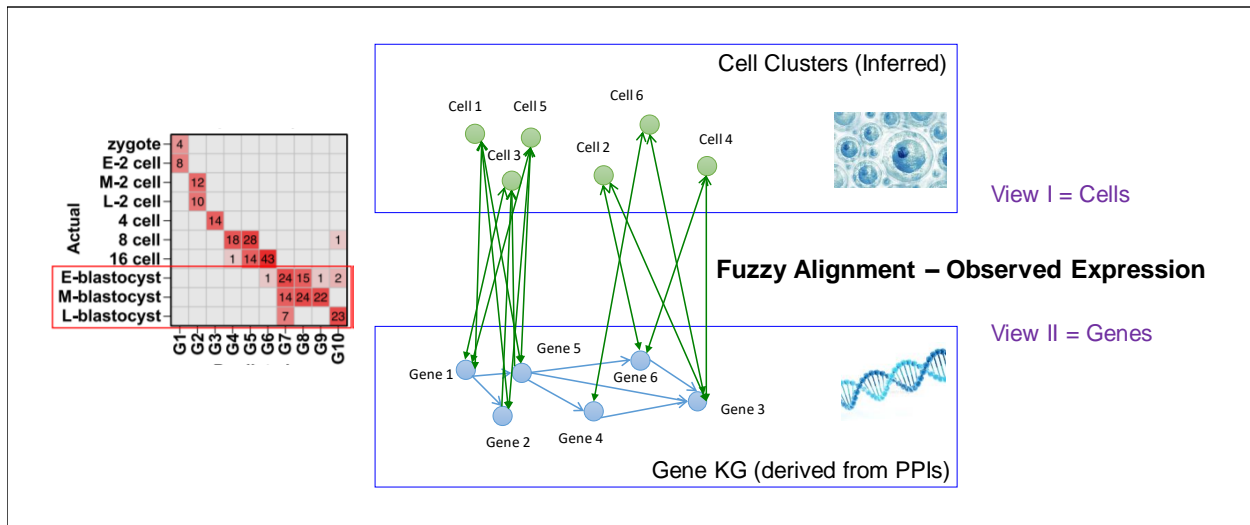 Cell Clusters (Inferred)
Cell 1
Cell 5
Cell 6
Cell 3
Cell 2
Cell 4
View I = Cells
Fuzzy Alignment – Observed Expression
View II = Genes
Gene 1
Gene 5
Gene 6
Gene 3
Gene 2
Gene 4
Gene KG (derived from PPIs)
Actual
zygote 4
E-2 cell 8
M-2 cell 12
L-2 cell 10
4 cell 14
8 cell 18 28 1
16 cell 1 14 43
E-blastocyst 1 24 15 1 2
M-blastocyst 14 24 22
L-blastocyst 7 23
G1 G2 G3 G4 G5 G6 G7 G8 G9 G10